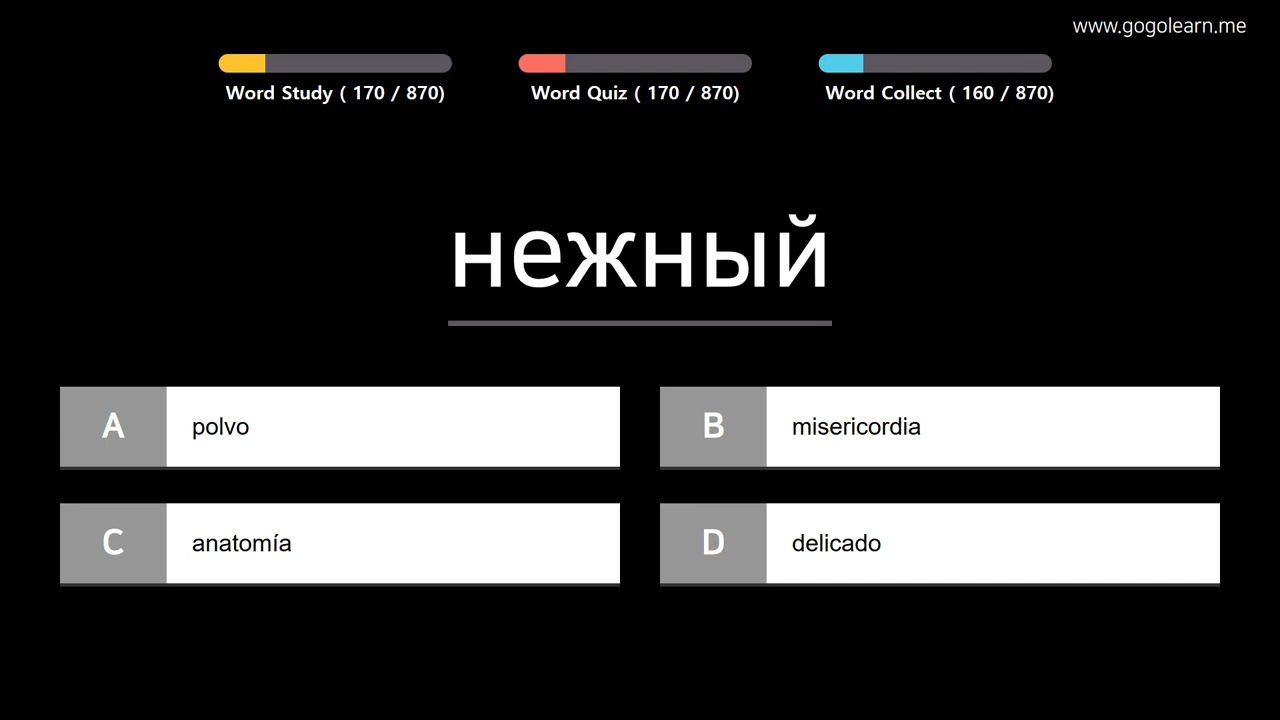 www.gogolearn.me
Word Study ( 170 / 870)
Word Quiz ( 170 / 870)
Word Collect ( 160 / 870)
нежный
A polvo
B misericordia
C anatomía
D delicado